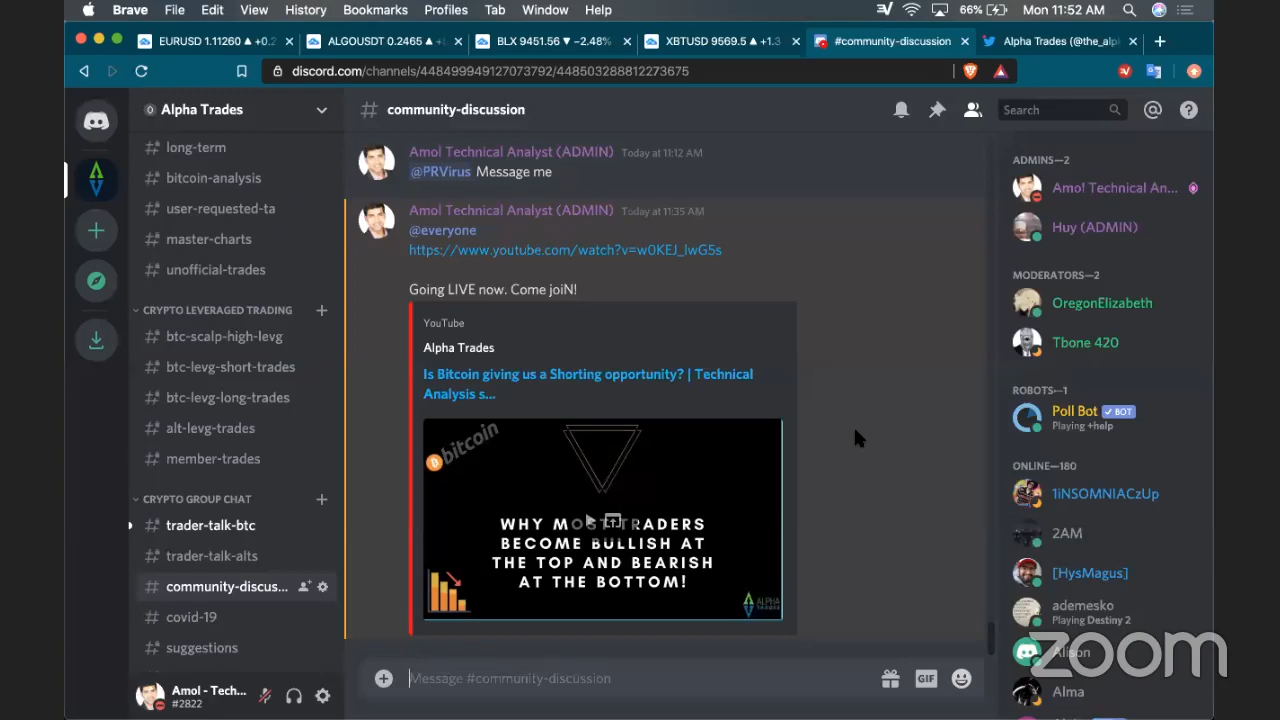 Brave File Edit View History Bookmarks Profiles Tab Window Help 66% Mon 11:52 AM
EURUSD 1.11260 ▲ +0.2 ALGOUSDT 0.2465 ▲ + BLX 9451.56 ▼ −2.48% XBTUSD 9569.5 ▲ +1.3 #community-discussion Alpha Trades (@the_alp
discord.com/channels/448499949127073792/448503288812273675
Alpha Trades
# community-discussion
Search
# long-term
# bitcoin-analysis
# user-requested-ta
# master-charts
# unofficial-trades
CRYPTO LEVERAGED TRADING +
# btc-scalp-high-levg
# btc-levg-short-trades
# btc-levg-long-trades
# alt-levg-trades
# member-trades
CRYPTO GROUP CHAT +
# trader-talk-btc
# trader-talk-alts
# community-discus...
# covid-19
# suggestions
Amol - Tech...
#2822
Amol Technical Analyst (ADMIN) Today at 11:12 AM
@PRVirus Message me
Amol Technical Analyst (ADMIN) Today at 11:35 AM
@everyone
https://www.youtube.com/watch?v=w0KEJ_lwG5s
Going LIVE now. Come joiN!
YouTube
Alpha Trades
Is Bitcoin giving us a Shorting opportunity? | Technical
Analysis s...
bitcoin
WHY MOST TRADERS
BECOME BULLISH AT
THE TOP AND BEARISH
AT THE BOTTOM!
ALPHA
TRADES
Message #community-discussion
GIF
ADMINS—2
Amol Technical An...
Huy (ADMIN)
MODERATORS—2
OregonElizabeth
Tbone 420
ROBOTS—1
Poll Bot ✓ BOT
Playing +help
ONLINE—180
1iNSOMNIACzUp
2AM
[HysMagus]
ademesko
Playing Destiny 2
Alison
Alma
zoom